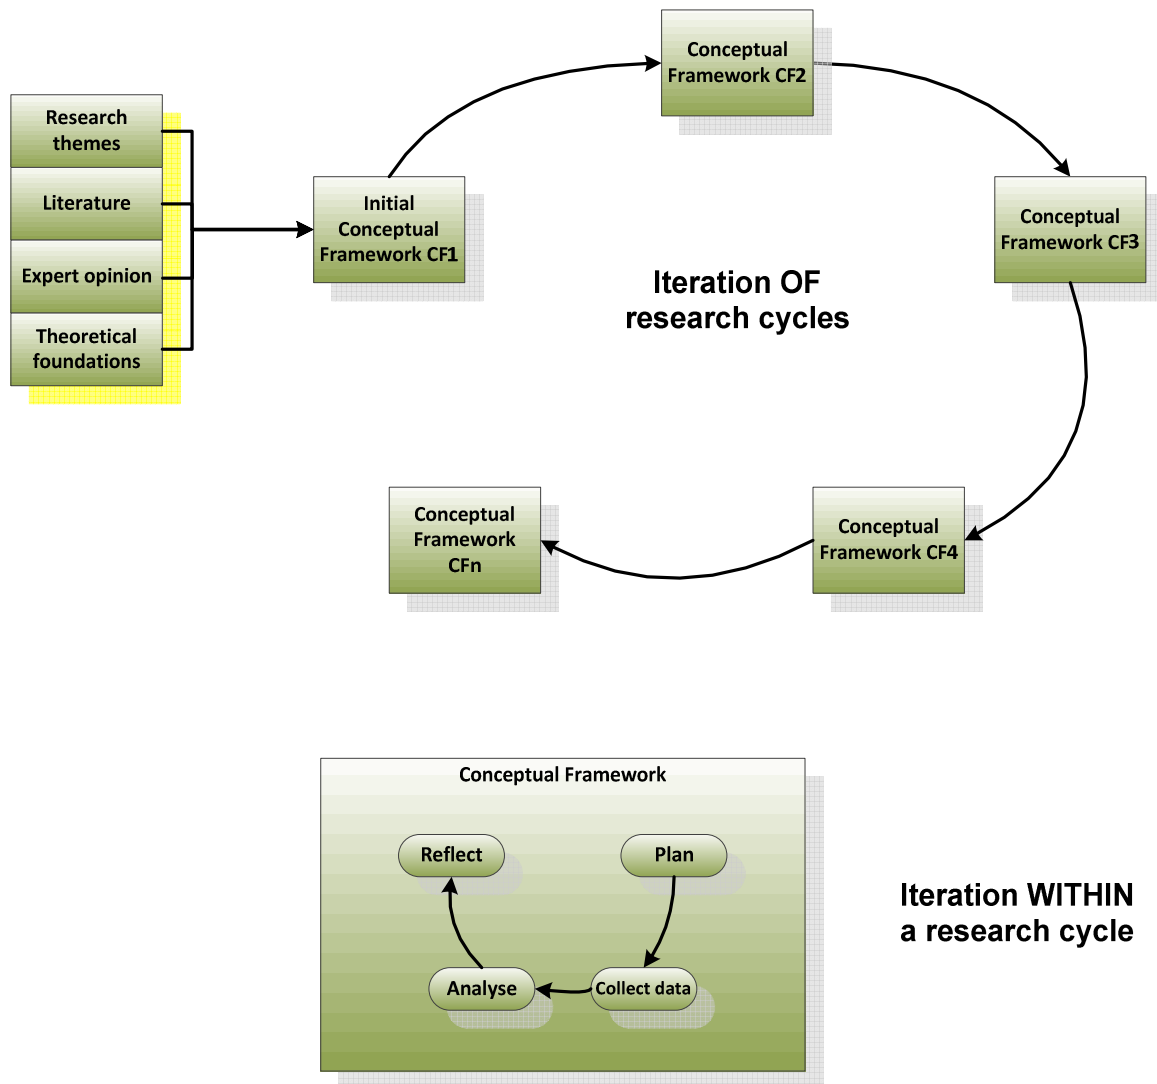 Research
themes
Literature
Expert opinion
Theoretical
foundations
Initial
Conceptual
Framework CF1
Conceptual
Framework CF2
Conceptual
Framework CF3
Iteration OF
research cycles
Conceptual
Framework CF4
Conceptual
Framework
CFn
Conceptual Framework
Reflect
Plan
Analyse
Collect data
Iteration WITHIN
a research cycle